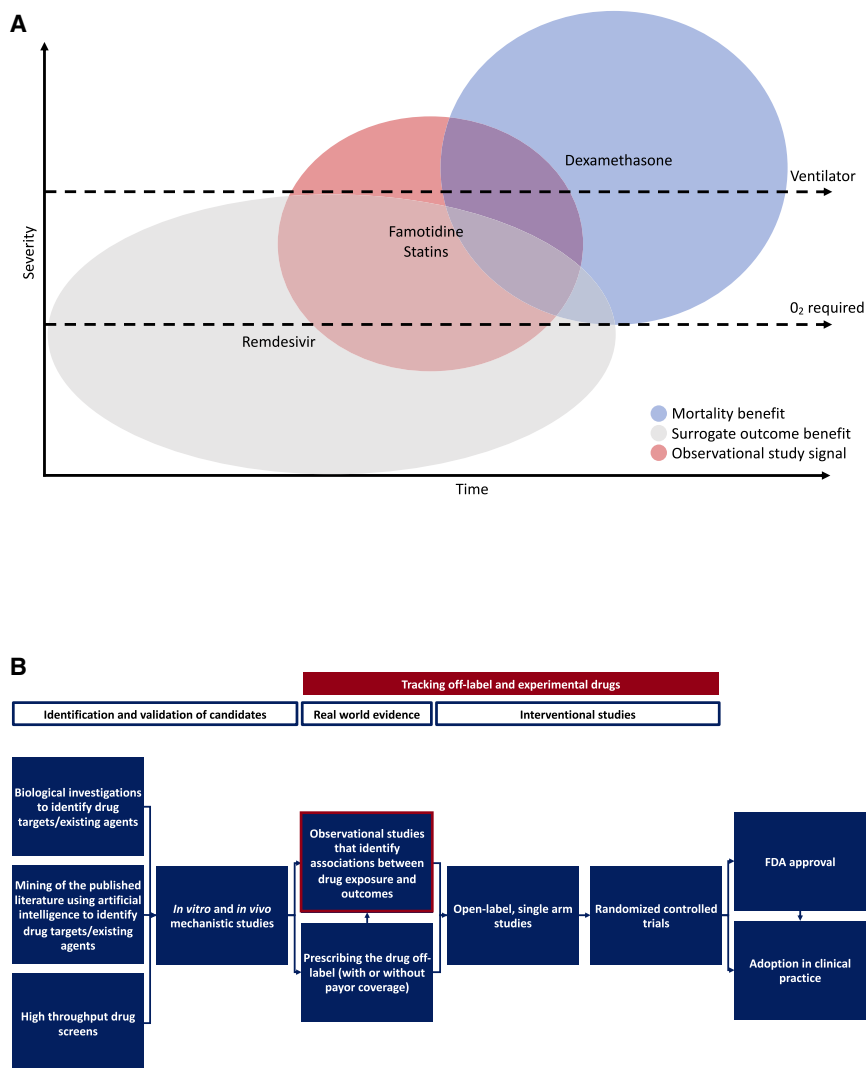 A
Severity
Dexamethasone
Ventilator
Famotidine
Statins
0₂ required
Remdesivir
Mortality benefit
Surrogate outcome benefit
Observational study signal
Time
B
Tracking off-label and experimental drugs
Identification and validation of candidates
Real world evidence
Interventional studies
Biological investigations
to identify drug
targets/existing agents
Mining of the published
literature using artificial
intelligence to identify
drug targets/existing
agents
High throughput drug
screens
In vitro and in vivo
mechanistic studies
Observational studies
that identify
associations between
drug exposure and
outcomes
Prescribing the drug off-
label (with or without
payor coverage)
Open-label, single arm
studies
Randomized controlled
trials
FDA approval
Adoption in clinical
practice